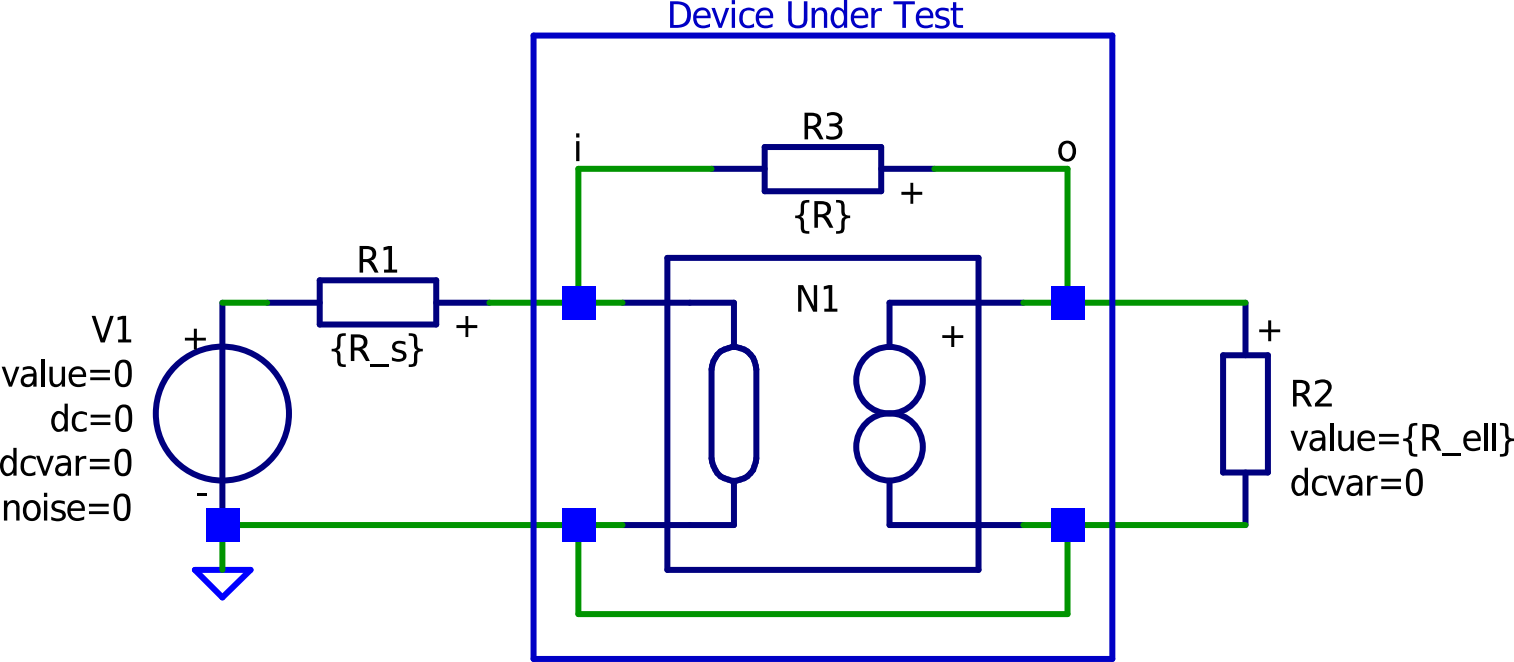 Device Under Test
R3
i
o
+
{R}
R1
N1
V1
+
+
{R_s}
+
+
value=0
dc=0
R2
dcvar=0
value={R_ell}
-
noise=0
dcvar=0